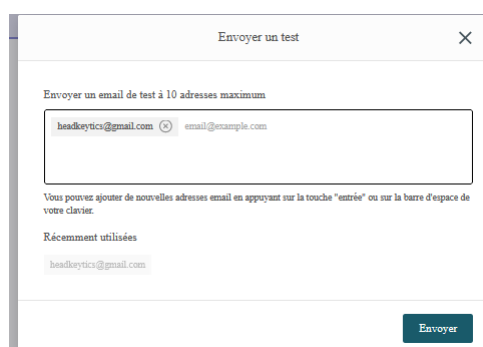 Envoyer un test
Envoyer un email de test à 10 adresses maximum
headkeytics@gmail.com email@example.com
Vous pouvez ajouter de nouvelles adresses email en appuyant sur la touche "entrée" ou sur la barre d'espace de
votre clavier.
Récemment utilisées
headkeytics@gmail.com
Envoyer